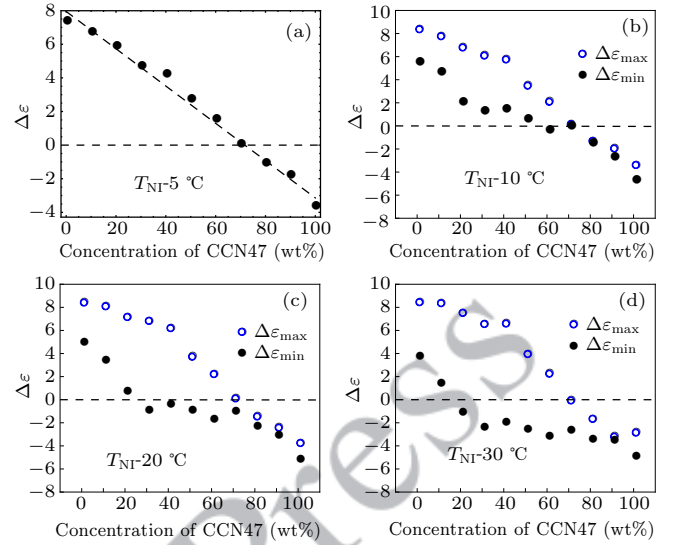 8
6
4
2
0
−2
−4
0 20 40 60 80 100
Δε
(a)
T_NI-5 ℃
Concentration of CCN47 (wt%)
10
8
6
4
2
0
−2
−4
−6
−8
0 20 40 60 80 100
Δε
(b)
Δε_max
Δε_min
T_NI-10 ℃
Concentration of CCN47 (wt%)
10
8
6
4
2
0
−2
−4
−6
−8
0 20 40 60 80 100
Δε
(c)
Δε_max
Δε_min
T_NI-20 ℃
Concentration of CCN47 (wt%)
10
8
6
4
2
0
−2
−4
−6
−8
0 20 40 60 80 100
Δε
(d)
Δε_max
Δε_min
T_NI-30 ℃
Concentration of CCN47 (wt%)
Press